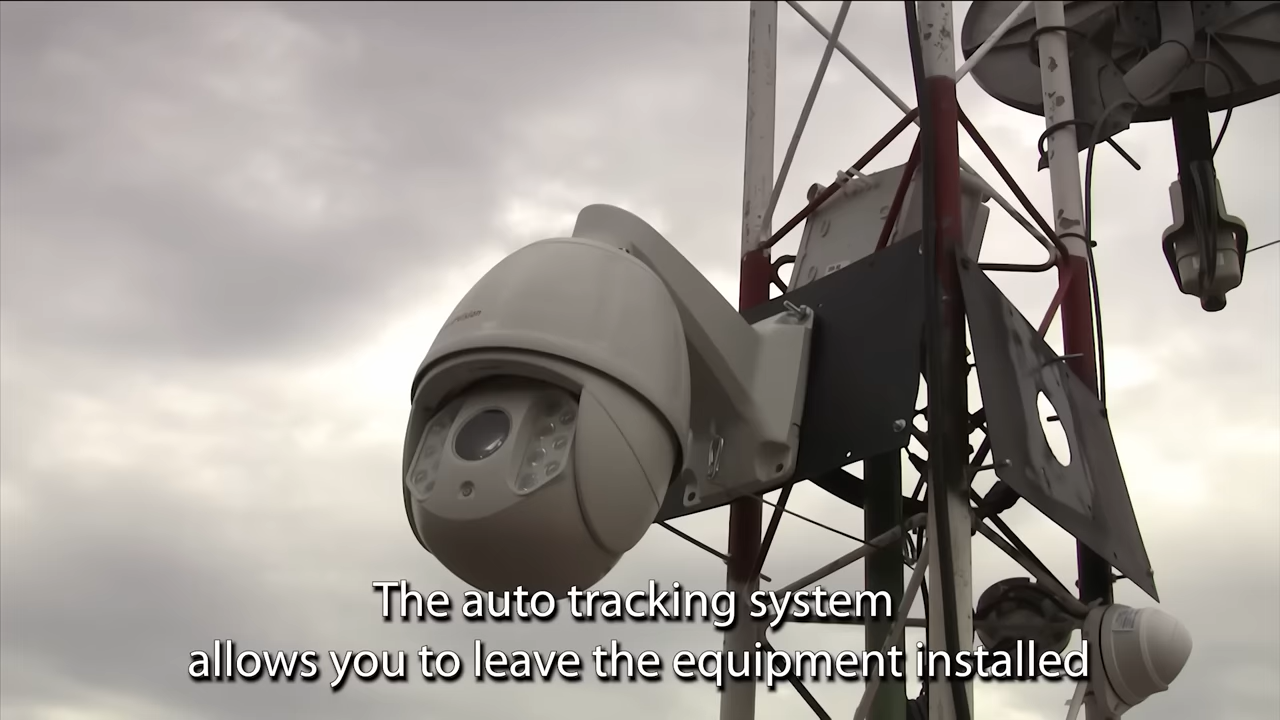 The auto tracking system
allows you to leave the equipment installed